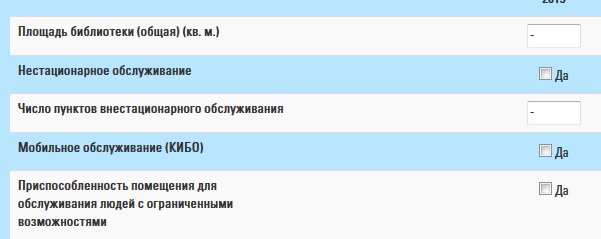 2015
Площадь библиотеки (общая) (кв. м.)
-
Нестационарное обслуживание
Да
Число пунктов внестационарного обслуживания
-
Мобильное обслуживание (КИБО)
Да
Приспособленность помещения для
Да
обслуживания людей с ограниченными
возможностями